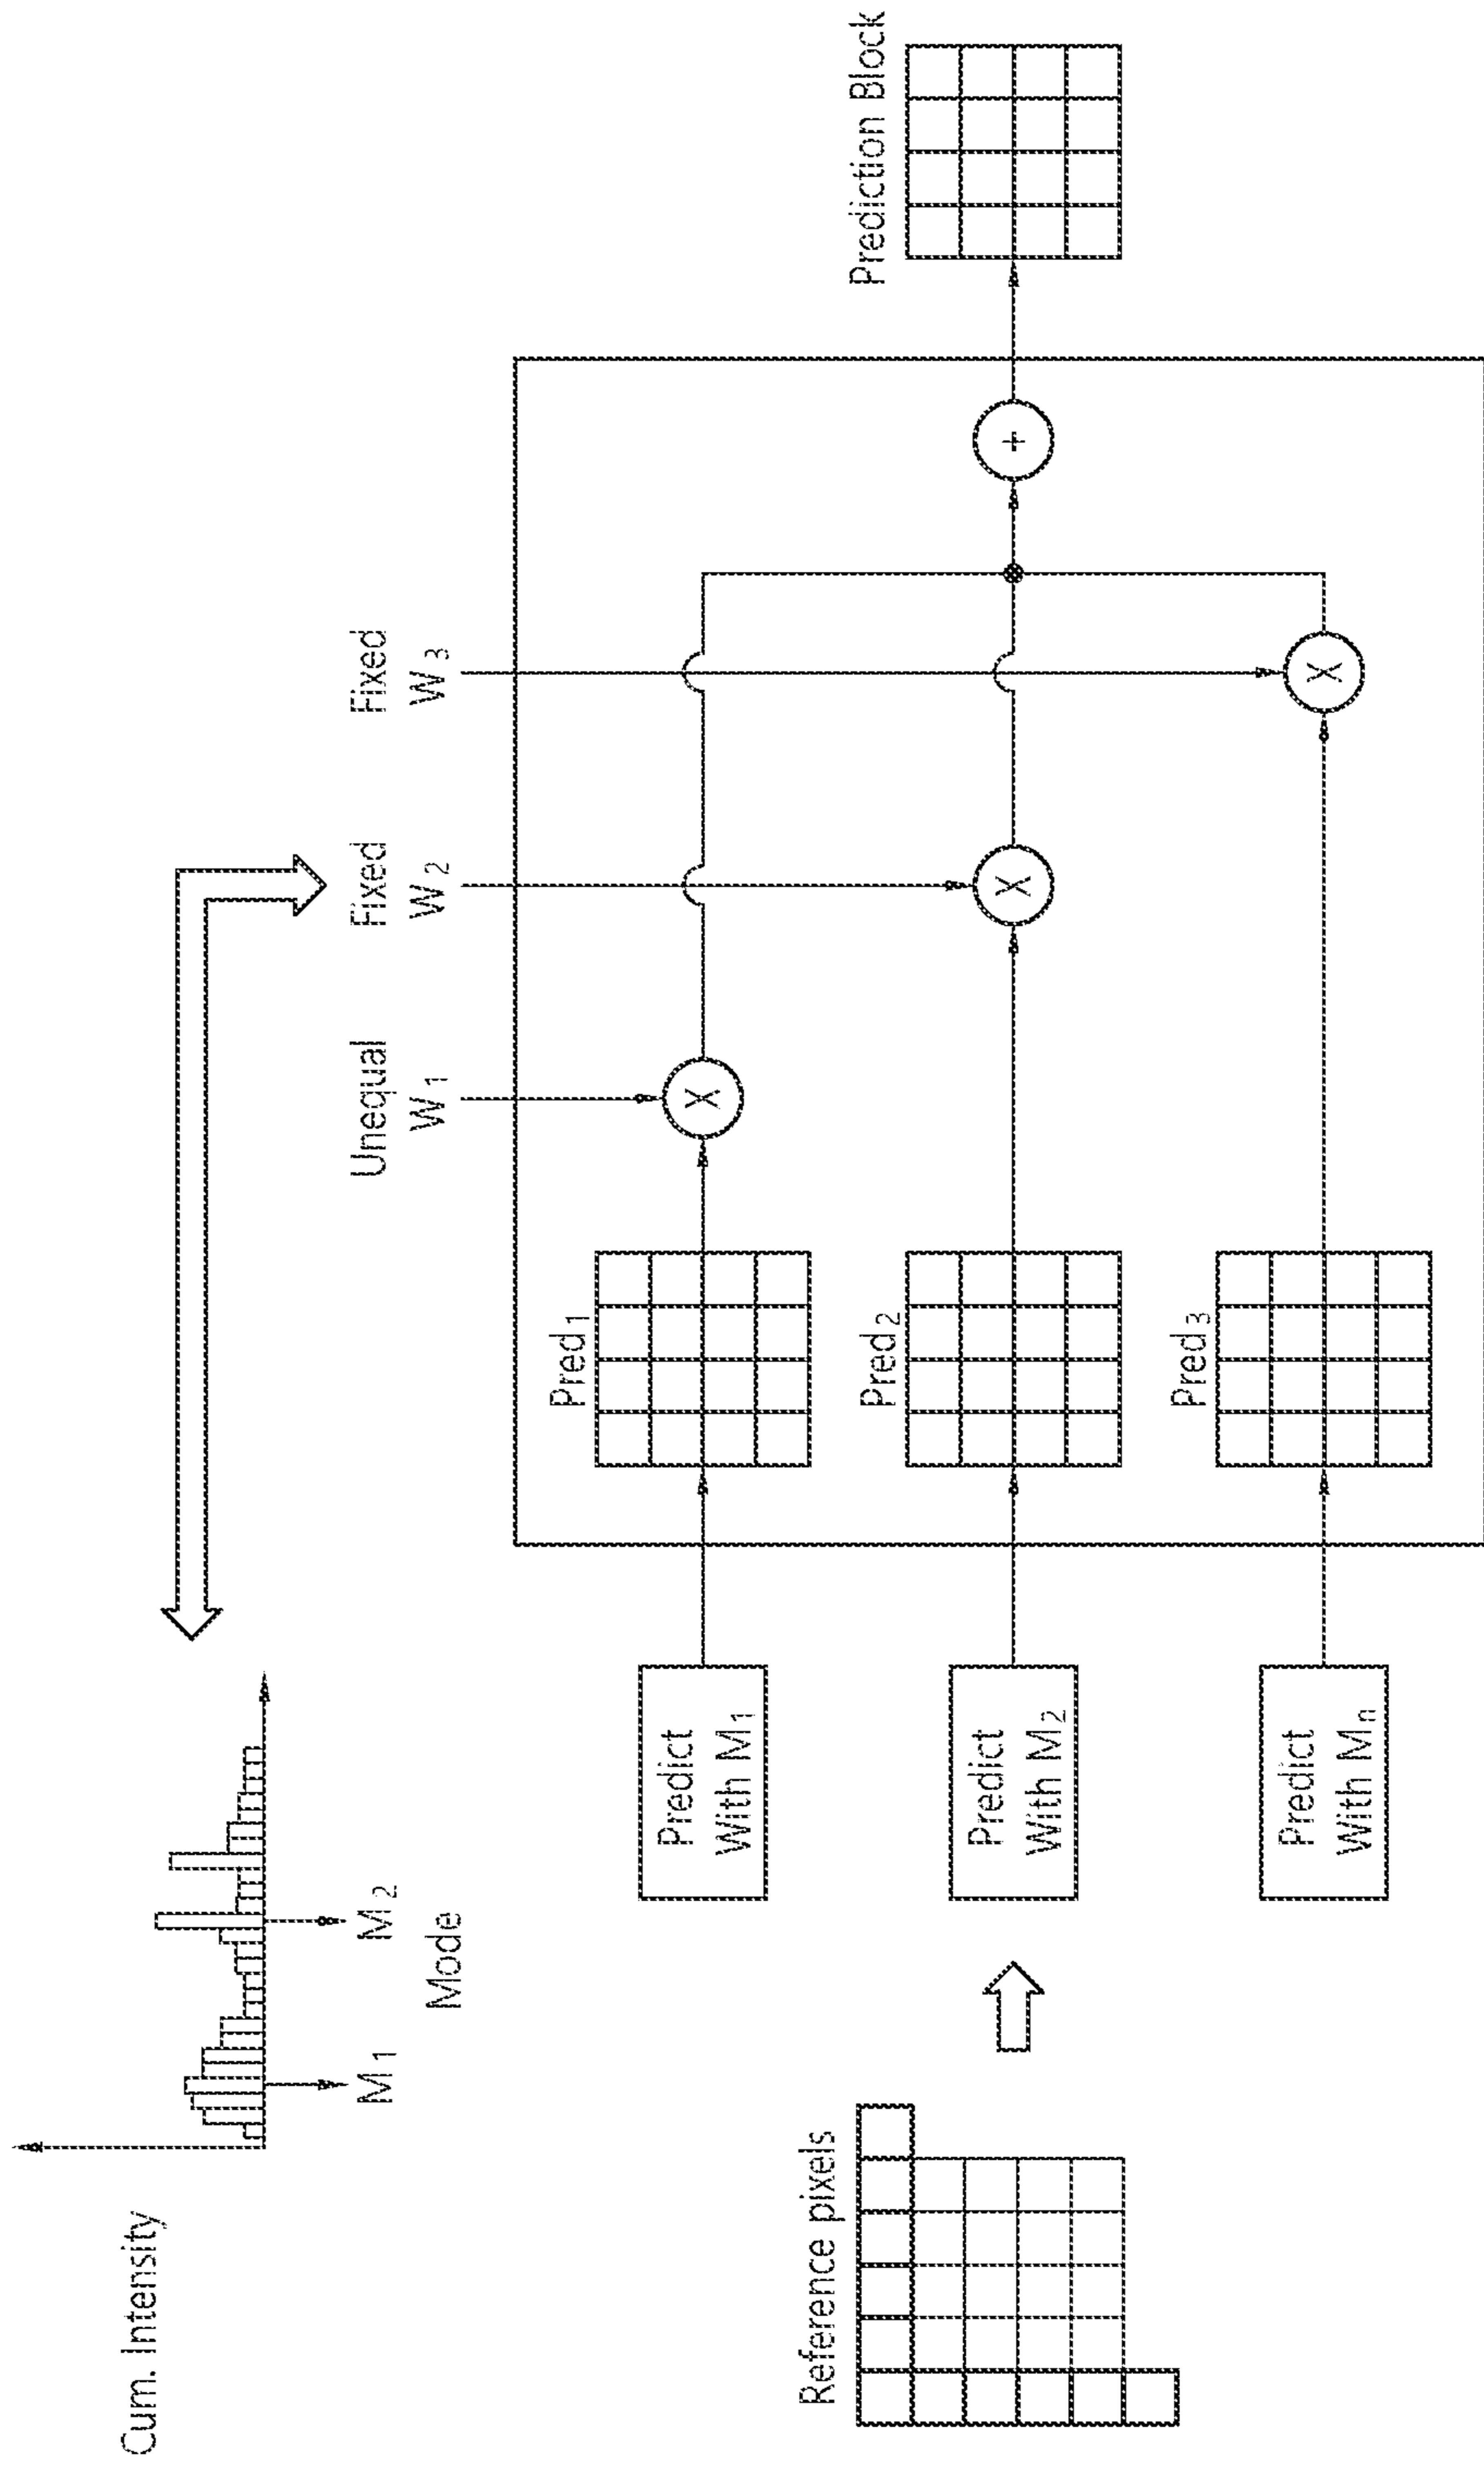 Cum. Intensity
M1
M2
Mode
Unequal
W1
Fixed
W2
Fixed
W3
Reference pixels
Predict
With M1
Predict
With M2
Predict
With Mn
Pred1
Pred2
Pred3
X
X
X
+
Prediction Block